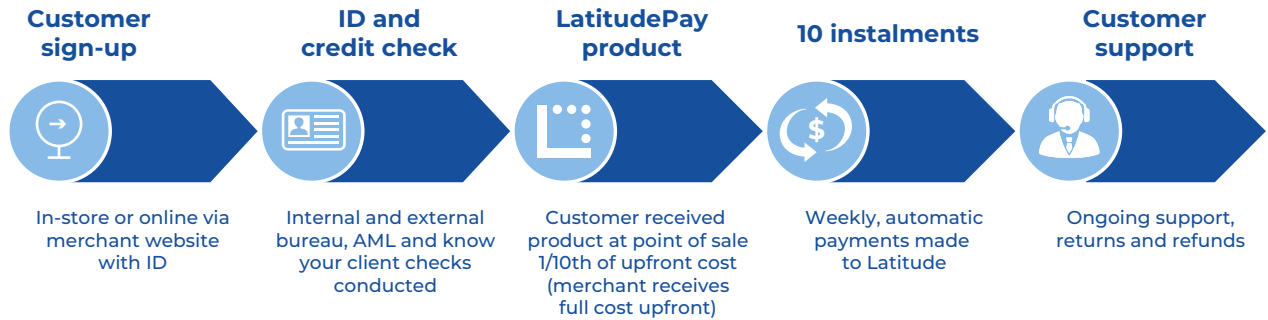 Customer
sign-up
In-store or online via
merchant website
with ID
ID and
credit check
Internal and external
bureau, AML and know
your client checks
conducted
LatitudePay
product
Customer received
product at point of sale
1/10th of upfront cost
(merchant receives
full cost upfront)
10 instalments
$
Weekly, automatic
payments made
to Latitude
Customer
support
Ongoing support,
returns and refunds